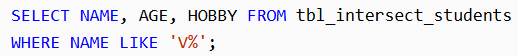 SELECT NAME, AGE, HOBBY FROM tbl_intersect_students
WHERE NAME LIKE 'V%';